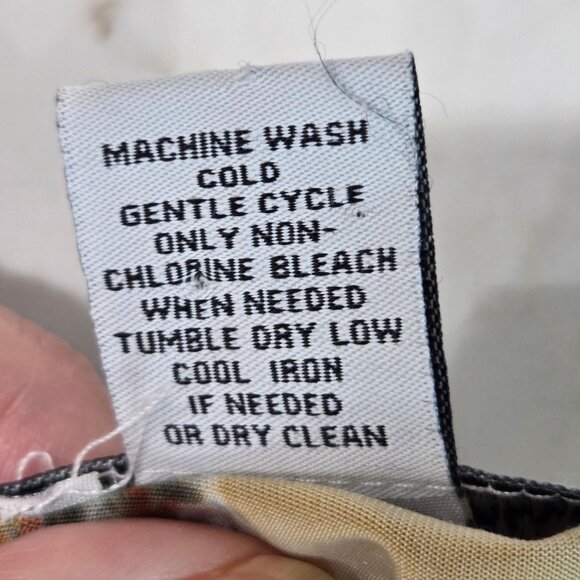 MACHINE WASH
COLD
GENTLE CYCLE
ONLY NON-
CHLORINE BLEACH
WHEN NEEDED
TUMBLE DRY LOW
COOL IRON
IF NEEDED
OR DRY CLEAN